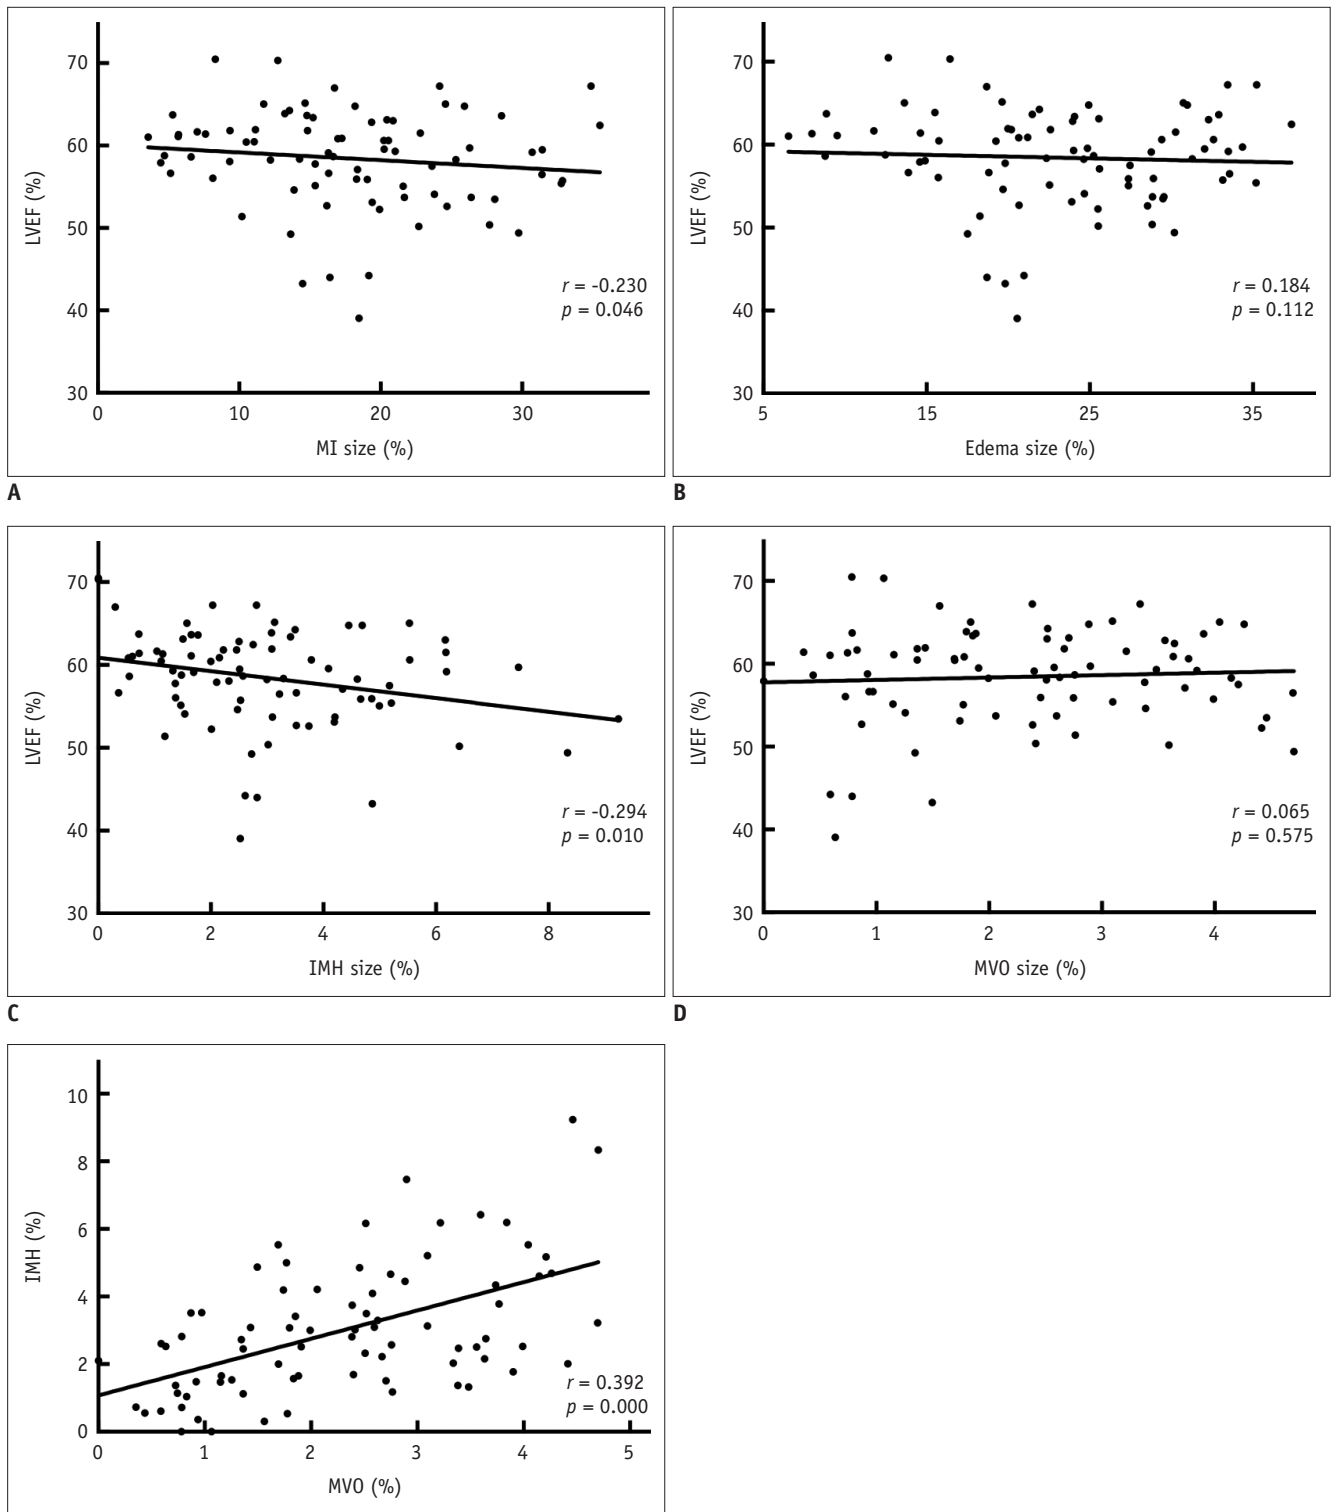 70
60
50
40
30
LVEF (%)
0
10
20
30
MI size (%)
r = -0.230
p = 0.046
A
70
60
50
40
30
LVEF (%)
5
15
25
35
Edema size (%)
r = 0.184
p = 0.112
B
70
60
50
40
30
LVEF (%)
0
2
4
6
8
IMH size (%)
r = -0.294
p = 0.010
C
70
60
50
40
30
LVEF (%)
0
1
2
3
4
MVO size (%)
r = 0.065
p = 0.575
D
10
8
6
4
2
0
IMH (%)
0
1
2
3
4
5
MVO (%)
r = 0.392
p = 0.000